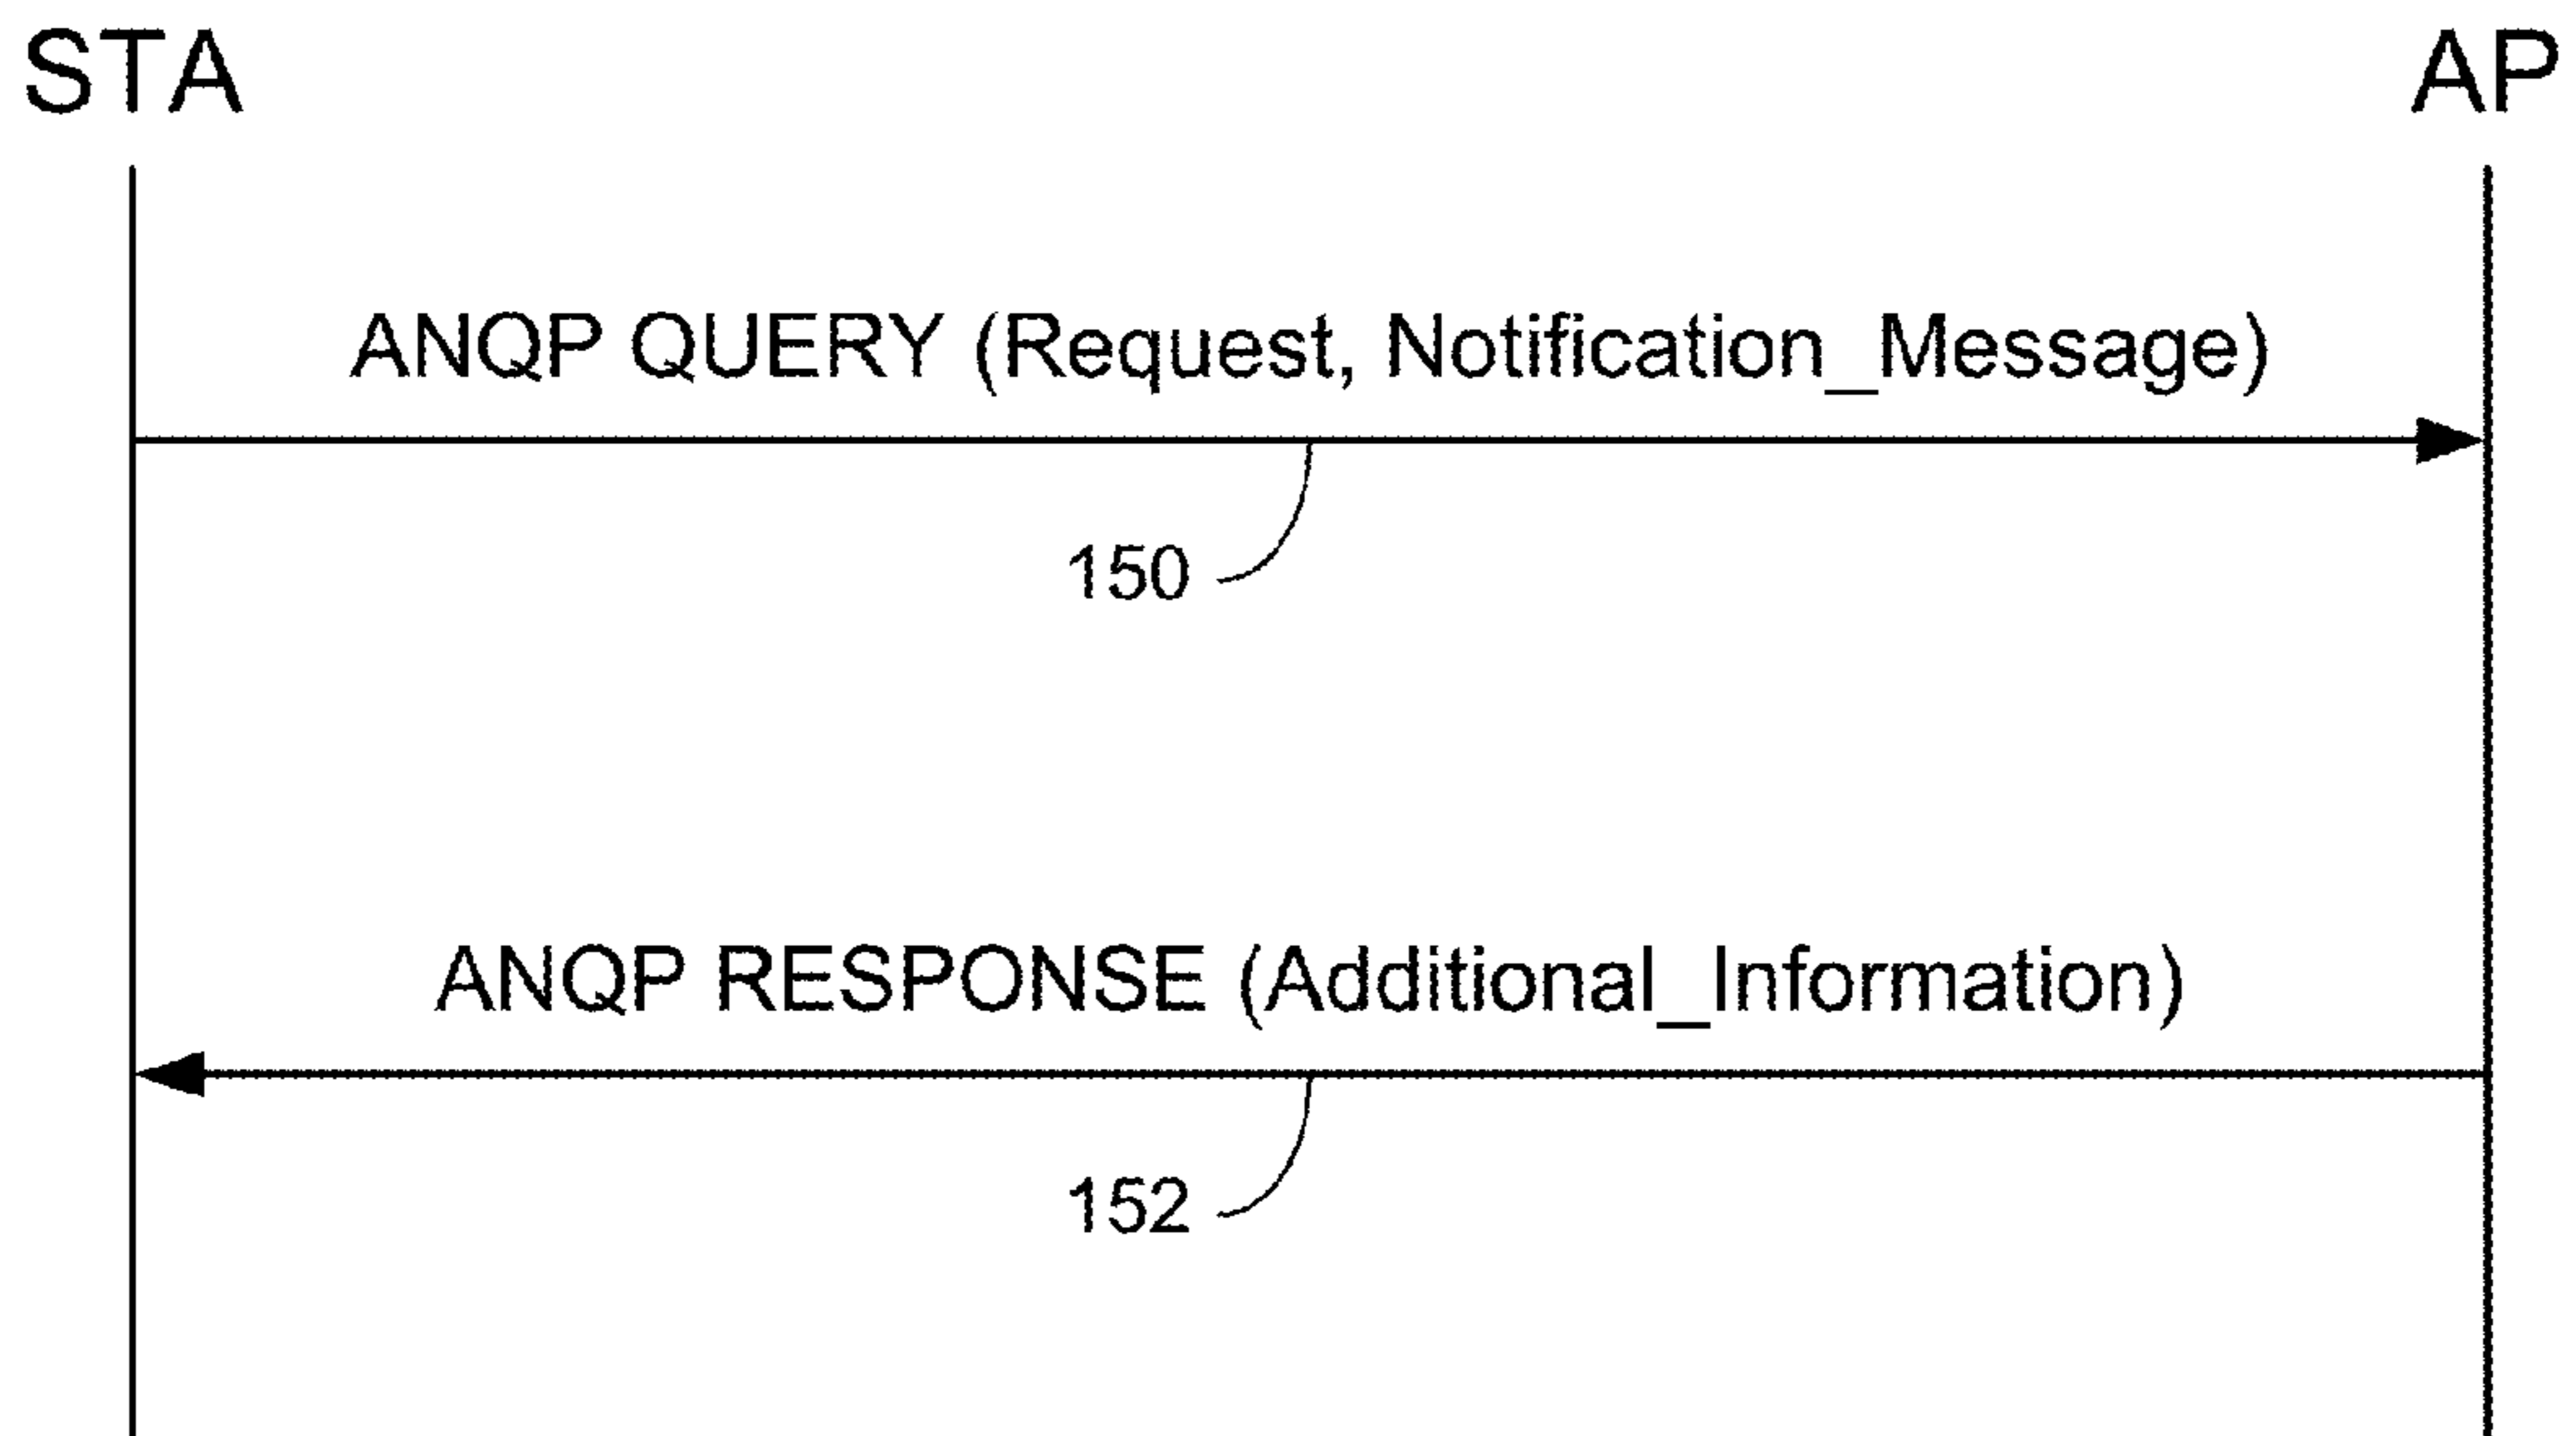 STA AP
ANQP QUERY (Request, Notification_Message)
150
ANQP RESPONSE (Additional_Information)
152